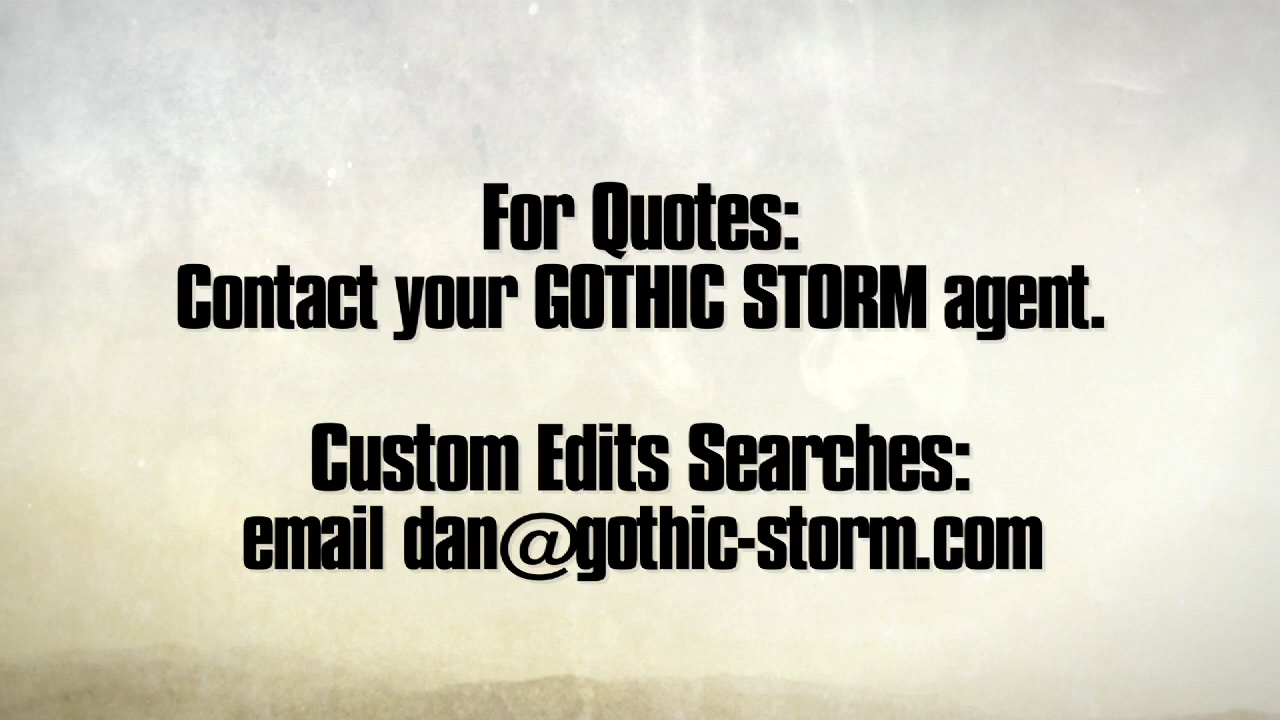 For Quotes:
Contact your GOTHIC STORM agent.
Custom Edits Searches:
email dan@gothic-storm.com